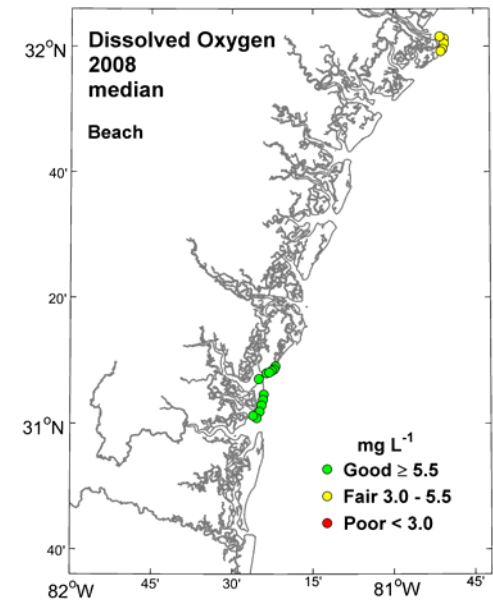 Dissolved Oxygen
2008
median
Beach
32°N
40'
20'
31°N
40'
mg L⁻¹
Good ≥ 5.5
Fair 3.0 - 5.5
Poor < 3.0
82°W
45'
30'
15'
81°W
45'